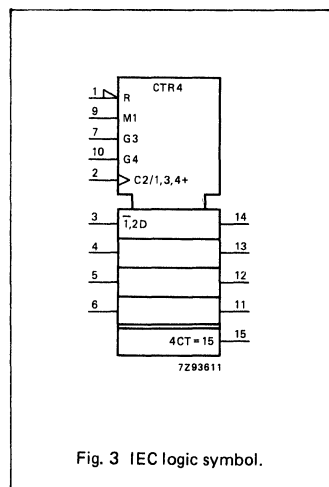 CTR4
1 R
9 M1
7 G3
10 G4
2 C2/1,3,4+
3 1̅,2D 14
4 13
5 12
6 11
4CT = 15 15
7Z93611
Fig. 3 IEC logic symbol.